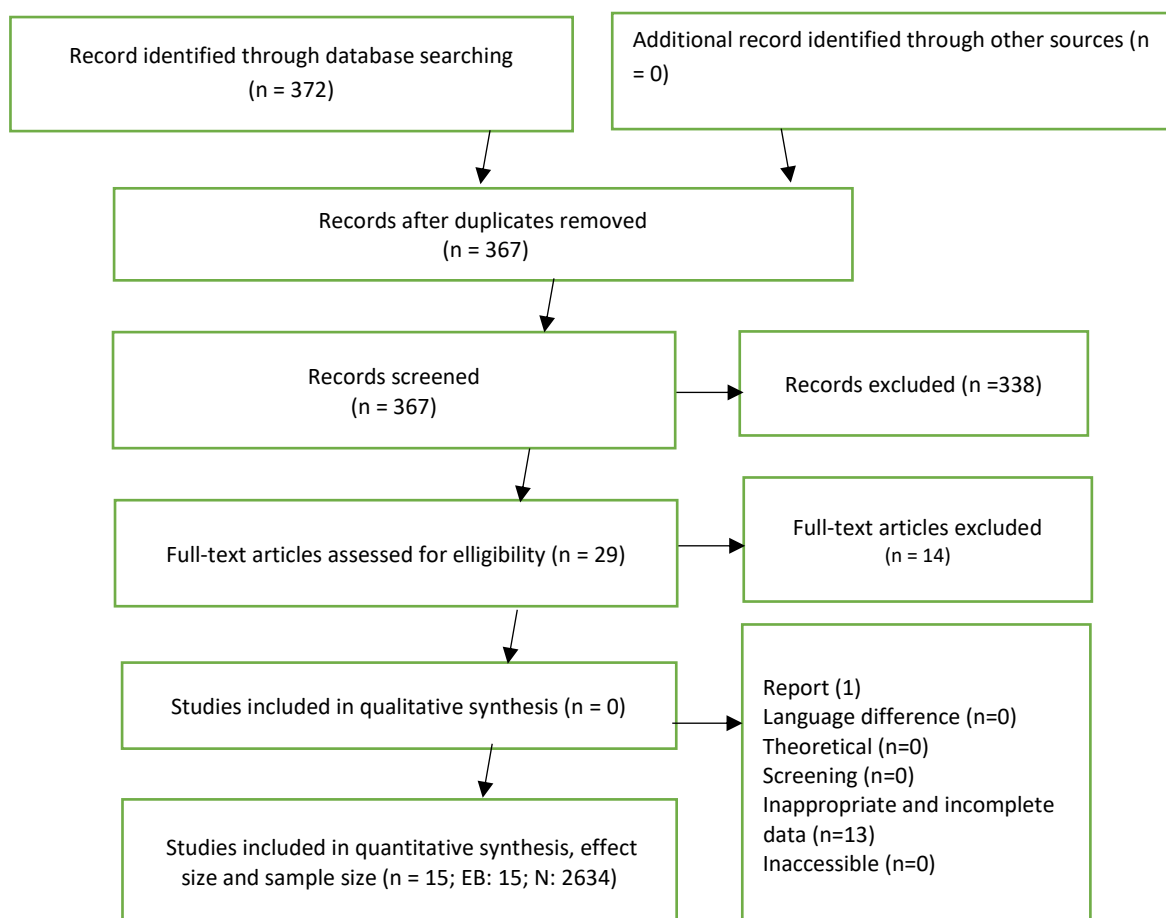 Record identified through database searching
(n = 372)
Additional record identified through other sources (n
= 0)
Records after duplicates removed
(n = 367)
Records screened
(n = 367)
Records excluded (n =338)
Full-text articles assessed for elligibility (n = 29)
Full-text articles excluded
(n = 14)
Studies included in qualitative synthesis (n = 0)
Report (1)
Language difference (n=0)
Theoretical (n=0)
Screening (n=0)
Inappropriate and incomplete
data (n=13)
Inaccessible (n=0)
Studies included in quantitative synthesis, effect
size and sample size (n = 15; EB: 15; N: 2634)